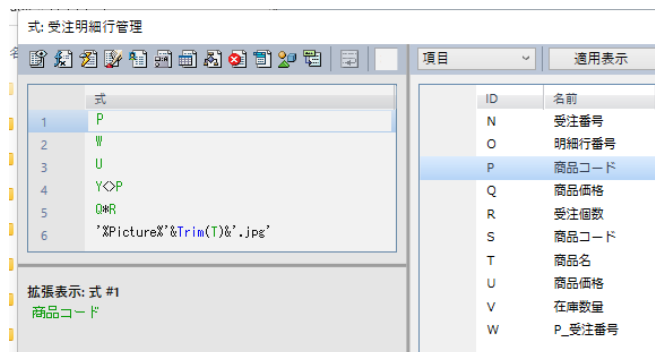 式: 受注明細行管理
項目
適用表示
式
1 P
2 W
3 U
4 Y<>P
5 Q*R
6 '%Picture%'&Trim(T)&'.jpg'
拡張表示: 式 #1
商品コード
ID 名前
N 受注番号
O 明細行番号
P 商品コード
Q 商品価格
R 受注個数
S 商品コード
T 商品名
U 商品価格
V 在庫数量
W P_受注番号